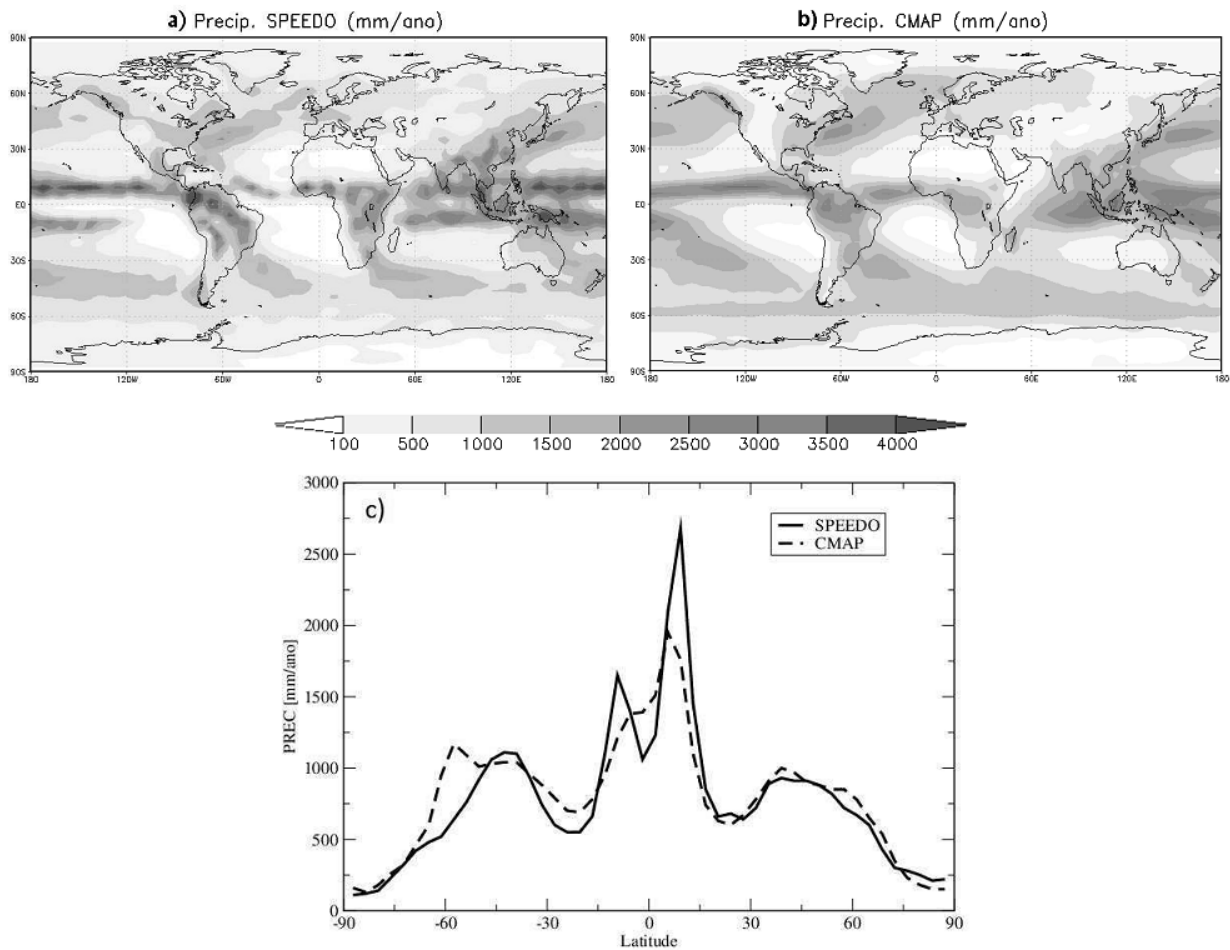 a) Precip. SPEEDO (mm/ano)
b) Precip. CMAP (mm/ano)
90N
60N
30N
EQ
30S
60S
90S
180 120W 60W 0 60E 120E 180
90N
60N
30N
EQ
30S
60S
90S
180 120W 60W 0 60E 120E 180
100 500 1000 1500 2000 2500 3000 3500 4000
c)
SPEEDO
CMAP
PREC [mm/ano]
3000
2500
2000
1500
1000
500
0
-90 -60 -30 0 30 60 90
Latitude